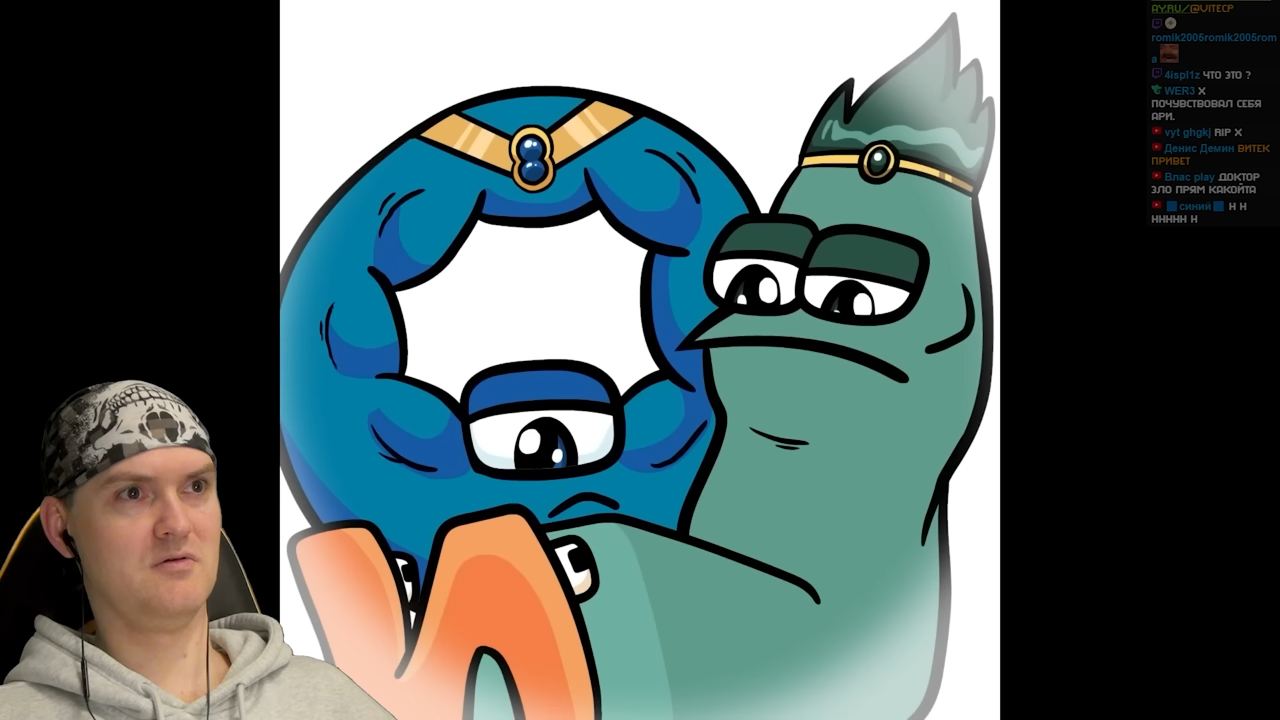 AY.RU/@VITECP
romik2005romik2005rom
a
4ispl1z ЧТО ЭТО ?
WER3 X
ПОЧУВСТВОВАЛ СЕБЯ
АРИ.
vyt ghgkj RIP X
Денис Демин ВИТЕК
ПРИВЕТ
Влас play ДОКТОР
ЗЛО ПРЯМ КАКОЙТА
синий Н Н
ННННН Н